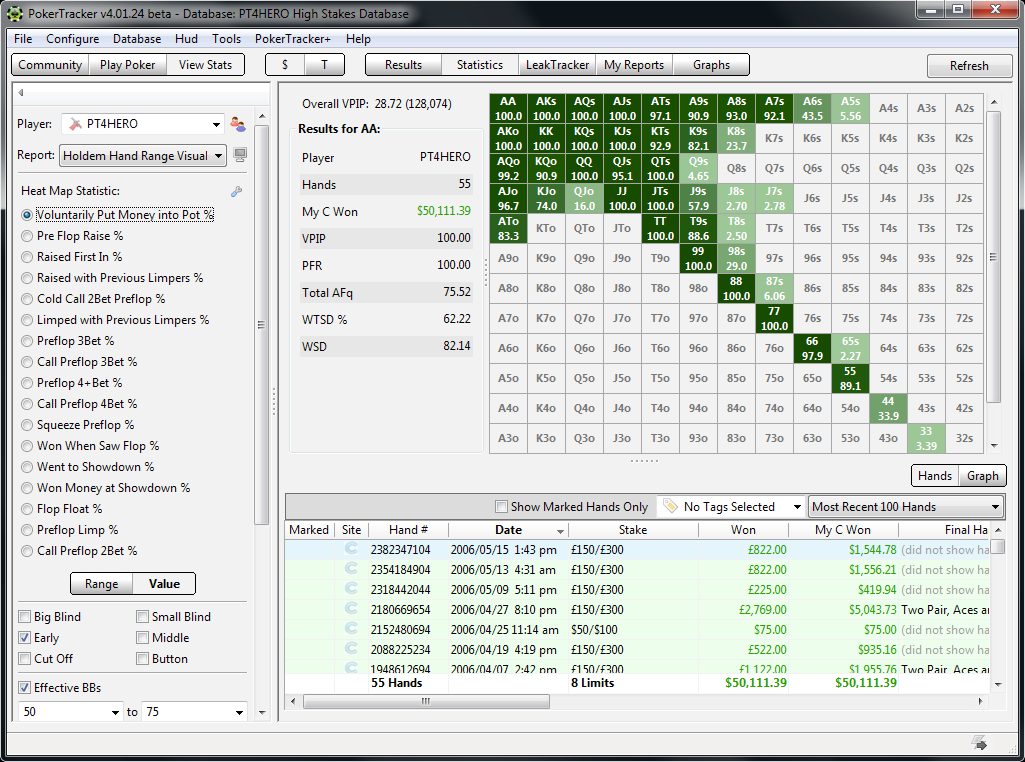 PokerTracker v4.01.24 beta - Database: PT4HERO High Stakes Database
File Configure Database Hud Tools PokerTracker+ Help
Community Play Poker View Stats $ T Results Statistics LeakTracker My Reports Graphs Refresh
Player: PT4HERO
Report: Holdem Hand Range Visual
Heat Map Statistic:
Voluntarily Put Money into Pot %
Pre Flop Raise %
Raised First In %
Raised with Previous Limpers %
Cold Call 2Bet Preflop %
Limped with Previous Limpers %
Preflop 3Bet %
Call Preflop 3Bet %
Preflop 4+Bet %
Call Preflop 4Bet %
Squeeze Preflop %
Won When Saw Flop %
Went to Showdown %
Won Money at Showdown %
Flop Float %
Preflop Limp %
Call Preflop 2Bet %
Range Value
Big Blind Small Blind
Early Middle
Cut Off Button
Effective BBs
50 to 75
Overall VPIP: 28.72 (128,074)
Results for AA:
Player PT4HERO
Hands 55
My C Won $50,111.39
VPIP 100.00
PFR 100.00
Total AFq 75.52
WTSD % 62.22
WSD 82.14
AA AKs AQs AJs ATs A9s A8s A7s A6s A5s A4s A3s A2s
100.0 100.0 100.0 100.0 97.1 90.9 93.0 92.1 43.5 5.56
AKo KK KQs KJs KTs K9s K8s K7s K6s K5s K4s K3s K2s
100.0 100.0 100.0 100.0 92.9 82.1 23.7
AQo KQo QQ QJs QTs Q9s Q8s Q7s Q6s Q5s Q4s Q3s Q2s
99.2 90.9 100.0 95.1 100.0 4.65
AJo KJo QJo JJ JTs J9s J8s J7s J6s J5s J4s J3s J2s
96.7 74.0 16.0 100.0 100.0 57.9 2.70 2.78
ATo KTo QTo JTo TT T9s T8s T7s T6s T5s T4s T3s T2s
83.3 100.0 88.6 2.50
A9o K9o Q9o J9o T9o 99 98s 97s 96s 95s 94s 93s 92s
100.0 29.0
A8o K8o Q8o J8o T8o 98o 88 87s 86s 85s 84s 83s 82s
100.0 6.06
A7o K7o Q7o J7o T7o 97o 87o 77 76s 75s 74s 73s 72s
100.0
A6o K6o Q6o J6o T6o 96o 86o 76o 66 65s 64s 63s 62s
97.9 2.27
A5o K5o Q5o J5o T5o 95o 85o 75o 65o 55 54s 53s 52s
89.1
A4o K4o Q4o J4o T4o 94o 84o 74o 64o 54o 44 43s 42s
33.9
A3o K3o Q3o J3o T3o 93o 83o 73o 63o 53o 43o 33 32s
3.39
Hands Graph
Show Marked Hands Only No Tags Selected Most Recent 100 Hands
Marked Site Hand # Date Stake Won My C Won Final Ha
2382347104 2006/05/15 1:43 pm £150/£300 £822.00 $1,544.78 (did not show ha
2354184904 2006/05/13 4:31 am £150/£300 £822.00 $1,556.21 (did not show ha
2318442044 2006/05/09 5:11 pm £150/£300 £225.00 $419.94 (did not show ha
2180669654 2006/04/27 8:10 pm £150/£300 £2,769.00 $5,043.73 Two Pair, Aces an
2152480694 2006/04/25 11:14 am $50/$100 $75.00 $75.00 (did not show ha
2088225234 2006/04/19 4:19 pm £150/£300 £522.00 $935.16 (did not show ha
1948612694 2006/04/07 2:42 pm £150/£300 £1,122.00 $1,955.76 Two Pair, Aces an
55 Hands 8 Limits $50,111.39 $50,111.39